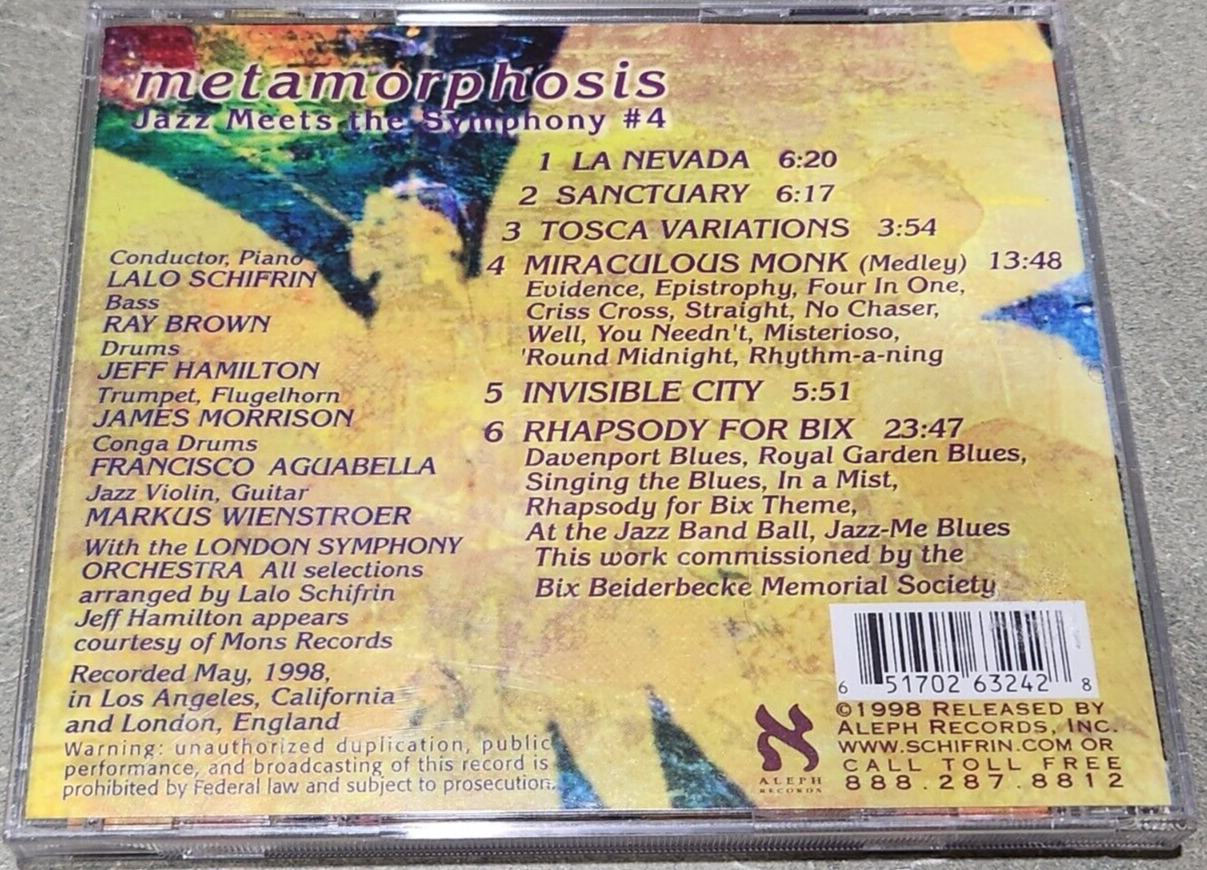 metamorphosis
Jazz Meets the Symphony #4
1 LA NEVADA 6:20
2 SANCTUARY 6:17
3 TOSCA VARIATIONS 3:54
4 MIRACULOUS MONK (Medley) 13:48
Evidence, Epistrophy, Four In One,
Criss Cross, Straight, No Chaser,
Well, You Needn't, Misterioso,
'Round Midnight, Rhythm-a-ning
5 INVISIBLE CITY 5:51
6 RHAPSODY FOR BIX 23:47
Davenport Blues, Royal Garden Blues,
Singing the Blues, In a Mist,
Rhapsody for Bix Theme,
At the Jazz Band Ball, Jazz-Me Blues
This work commissioned by the
Bix Beiderbecke Memorial Society
Conductor, Piano
LALO SCHIFRIN
Bass
RAY BROWN
Drums
JEFF HAMILTON
Trumpet, Flugelhorn
JAMES MORRISON
Conga Drums
FRANCISCO AGUABELLA
Jazz Violin, Guitar
MARKUS WIENSTROER
With the LONDON SYMPHONY
ORCHESTRA All selections
arranged by Lalo Schifrin
Jeff Hamilton appears
courtesy of Mons Records
Recorded May, 1998,
in Los Angeles, California
and London, England
Warning: unauthorized duplication, public
performance, and broadcasting of this record is
prohibited by Federal law and subject to prosecution.
6 51702 63242 8
ALEPH
RECORDS
©1998 RELEASED BY
ALEPH RECORDS, INC.
WWW.SCHIFRIN.COM OR
CALL TOLL FREE
888.287.8812